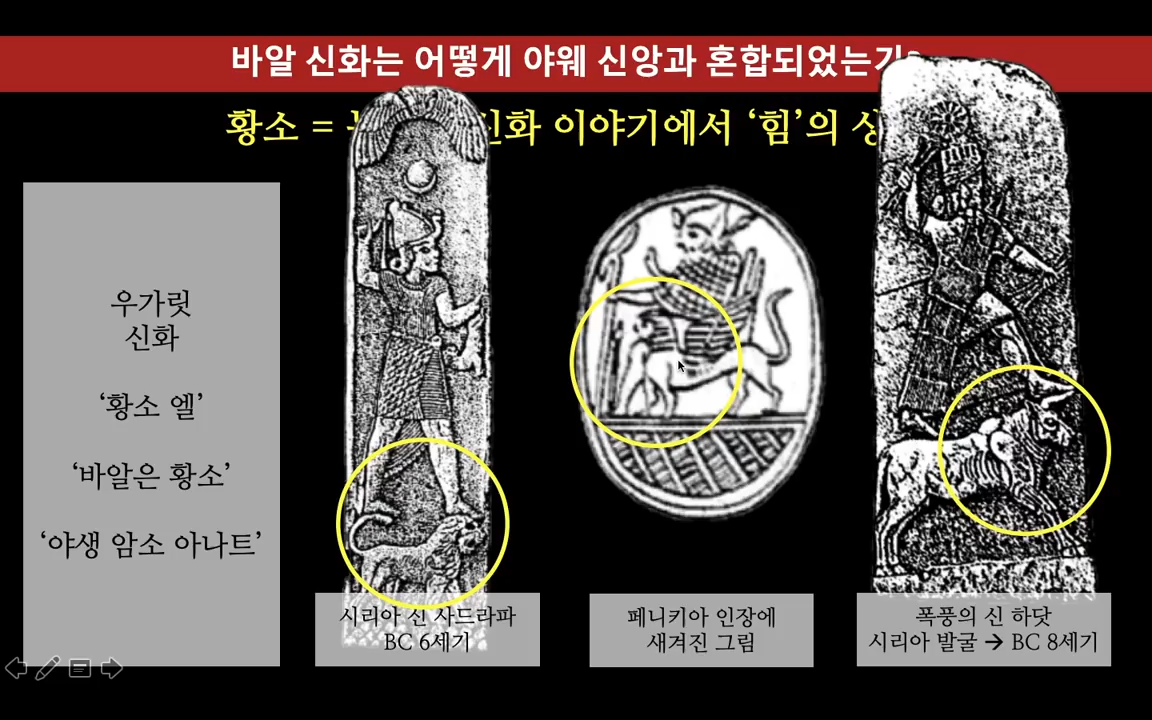 바알 신화는 어떻게 야웨 신앙과 혼합되었는가?
황소 = 신화 이야기에서 ‘힘’의
우가릿
신화
‘황소 엘’
‘바알은 황소’
‘야생 암소 아나트’
시리아 신 사드라파
BC 6세기
페니키아 인장에
새겨진 그림
폭풍의 신 하닷
시리아 발굴 → BC 8세기